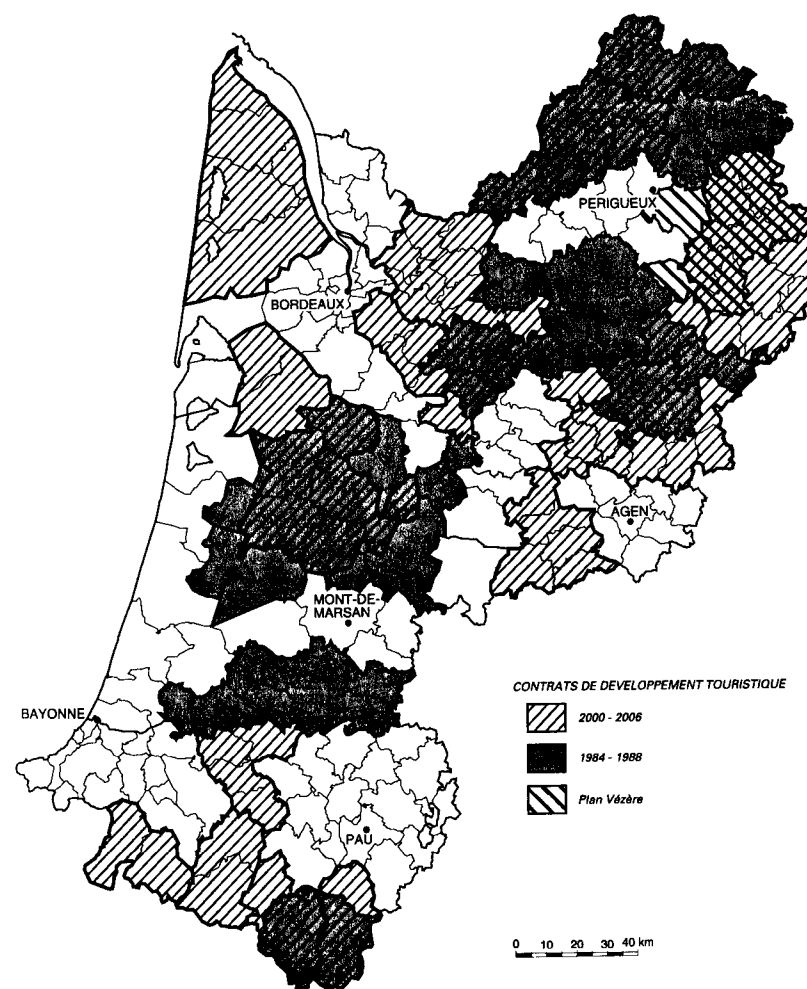 PERIGUEUX
BORDEAUX
AGEN
MONT-DE-
MARSAN
BAYONNE
PAU
CONTRATS DE DEVELOPPEMENT TOURISTIQUE
2000 - 2006
1984 - 1988
Plan Vézère
0 10 20 30 40 km